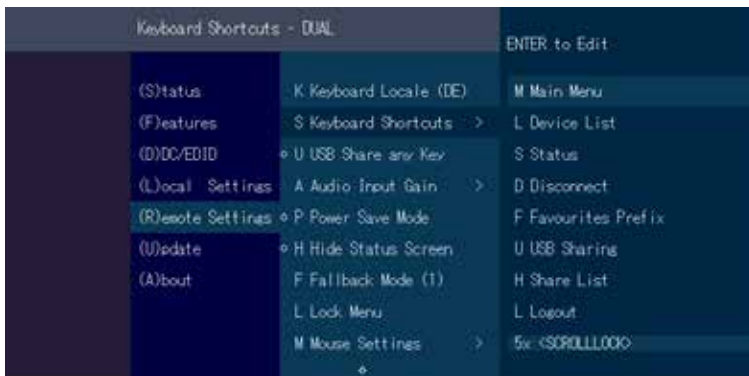 Keyboard Shortcuts - DUAL
ENTER to Edit
(S)tatus
(F)eatures
(D)DC/EDID
(L)ocal Settings
(R)emote Settings
(U)pdate
(A)bout
K Keyboard Locale (DE)
S Keyboard Shortcuts >
U USB Share any Key
A Audio Input Gain >
P Power Save Mode
H Hide Status Screen
F Fallback Mode (1)
L Lock Menu
M Mouse Settings >
M Main Menu
L Device List
S Status
D Disconnect
F Favourites Prefix
U USB Sharing
H Share List
L Logout
5x <SCROLLLOCK>